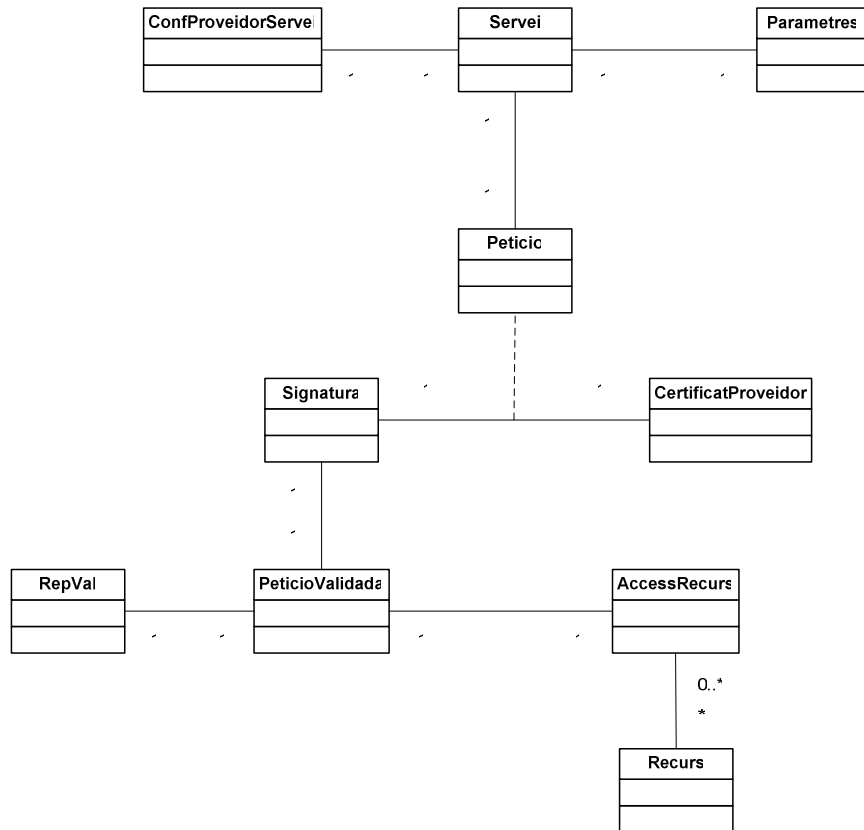 ConfProveidorServei
Servei
Parametres
Peticio
Signatura
CertificatProveidor
RepVal
PeticioValidada
AccessRecurs
0..*
*
Recurs